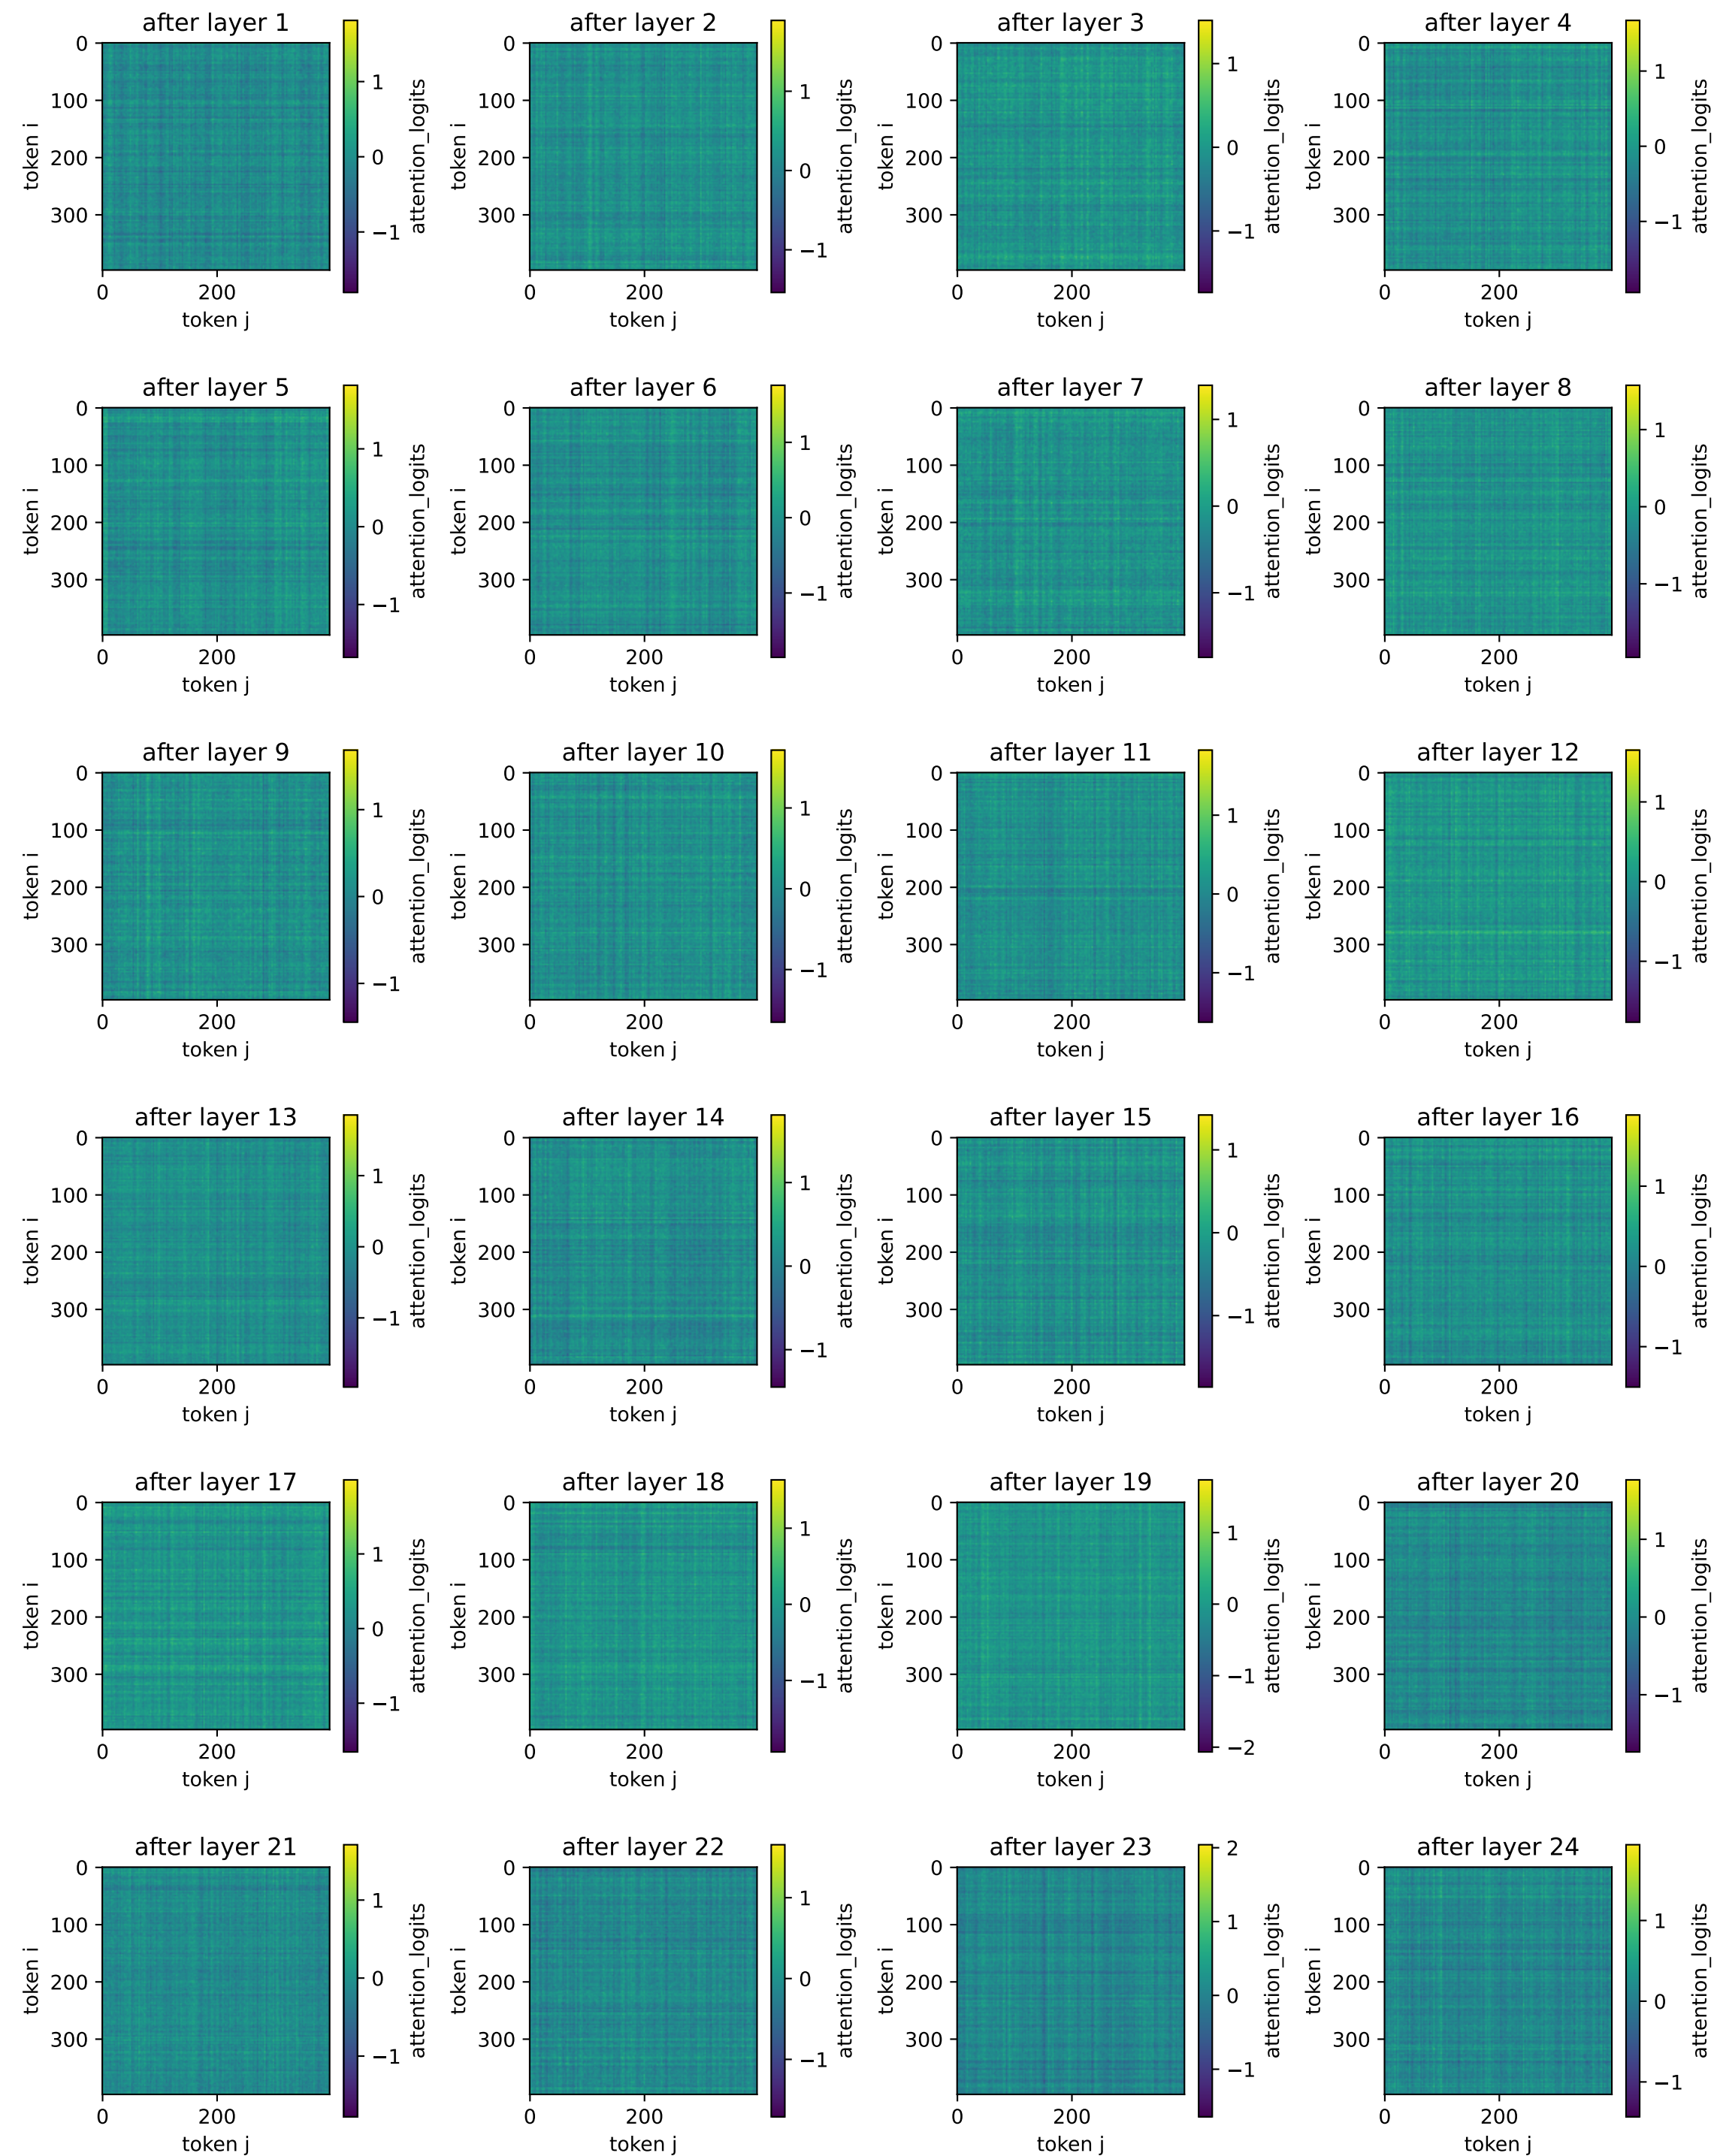 after layer 1
after layer 2
after layer 3
after layer 4
0
100
200
300
token i
0 200
token j
1
0
−1
attention_logits
0
100
200
300
token i
0 200
token j
1
0
−1
attention_logits
0
100
200
300
token i
0 200
token j
1
0
−1
attention_logits
0
100
200
300
token i
0 200
token j
1
0
−1
attention_logits
after layer 5
after layer 6
after layer 7
after layer 8
0
100
200
300
token i
0 200
token j
1
0
−1
attention_logits
0
100
200
300
token i
0 200
token j
1
0
−1
attention_logits
0
100
200
300
token i
0 200
token j
1
0
−1
attention_logits
0
100
200
300
token i
0 200
token j
1
0
−1
attention_logits
after layer 9
after layer 10
after layer 11
after layer 12
0
100
200
300
token i
0 200
token j
1
0
−1
attention_logits
0
100
200
300
token i
0 200
token j
1
0
−1
attention_logits
0
100
200
300
token i
0 200
token j
1
0
−1
attention_logits
0
100
200
300
token i
0 200
token j
1
0
−1
attention_logits
after layer 13
after layer 14
after layer 15
after layer 16
0
100
200
300
token i
0 200
token j
1
0
−1
attention_logits
0
100
200
300
token i
0 200
token j
1
0
−1
attention_logits
0
100
200
300
token i
0 200
token j
1
0
−1
attention_logits
0
100
200
300
token i
0 200
token j
1
0
−1
attention_logits
after layer 17
after layer 18
after layer 19
after layer 20
0
100
200
300
token i
0 200
token j
1
0
−1
attention_logits
0
100
200
300
token i
0 200
token j
1
0
−1
attention_logits
0
100
200
300
token i
0 200
token j
1
0
−1
−2
attention_logits
0
100
200
300
token i
0 200
token j
1
0
−1
attention_logits
after layer 21
after layer 22
after layer 23
after layer 24
0
100
200
300
token i
0 200
token j
1
0
−1
attention_logits
0
100
200
300
token i
0 200
token j
1
0
−1
attention_logits
0
100
200
300
token i
0 200
token j
2
1
0
−1
attention_logits
0
100
200
300
token i
0 200
token j
1
0
−1
attention_logits